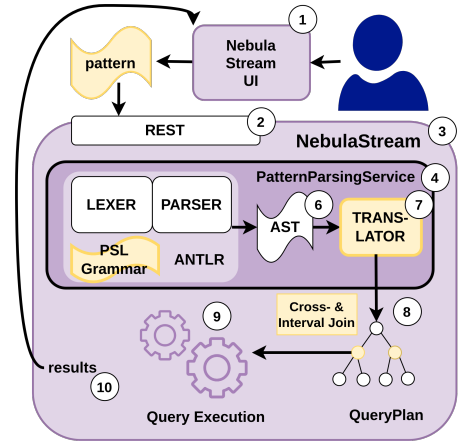 1
Nebula
Stream
UI
pattern
REST
2
NebulaStream
3
PatternParsingService
4
LEXER
PARSER
PSL
Grammar
ANTLR
AST
6
TRANS-
LATOR
7
Cross- &
Interval Join
8
QueryPlan
9
Query Execution
results
10